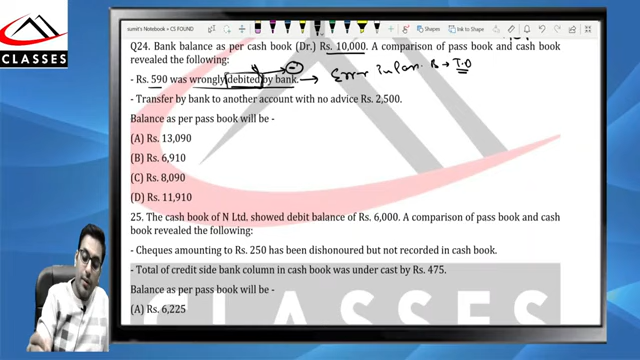 sumit's Notebook » CS FOUND
Shapes
Ink to Shape
CLASSES
Q24. Bank balance as per cash book (Dr.) Rs. 10,000. A comparison of pass book and cash book
revealed the following:
- Rs. 590 was wrongly debited by bank.
- Transfer by bank to another account with no advice Rs. 2,500.
Balance as per pass book will be -
(A) Rs. 13,090
(B) Rs. 6,910
(C) Rs. 8,090
(D) Rs. 11,910
25. The cash book of N Ltd. showed debit balance of Rs. 6,000. A comparison of pass book and cash
book revealed the following:
- Cheques amounting to Rs. 250 has been dishonoured but not recorded in cash book.
- Total of credit side bank column in cash book was under cast by Rs. 475.
Balance as per pass book will be -
(A) Rs. 6,225
CLASSES